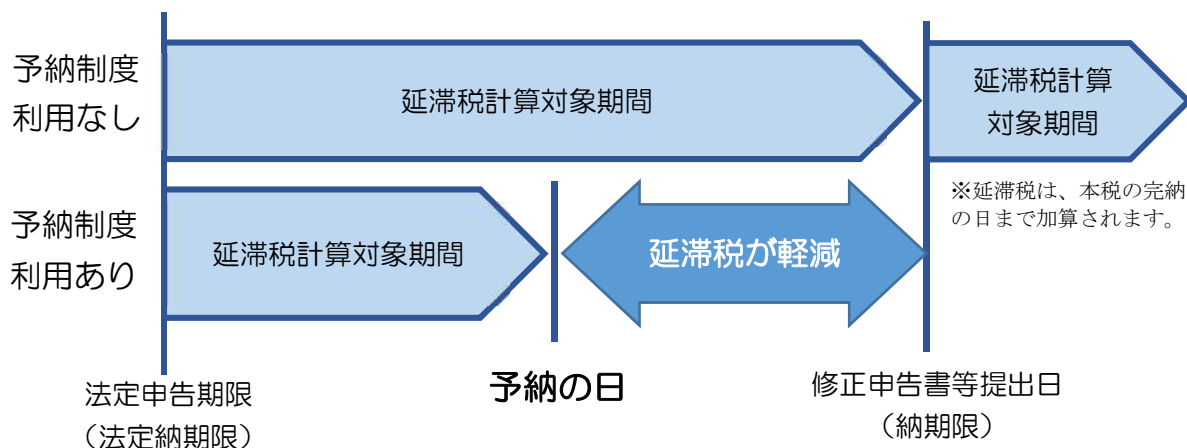 予納制度
利用なし
延滞税計算対象期間
延滞税計算
対象期間
※延滞税は、本税の完納
の日まで加算されます。
予納制度
利用あり
延滞税計算対象期間
延滞税が軽減
法定申告期限
（法定納期限）
予納の日
修正申告書等提出日
（納期限）